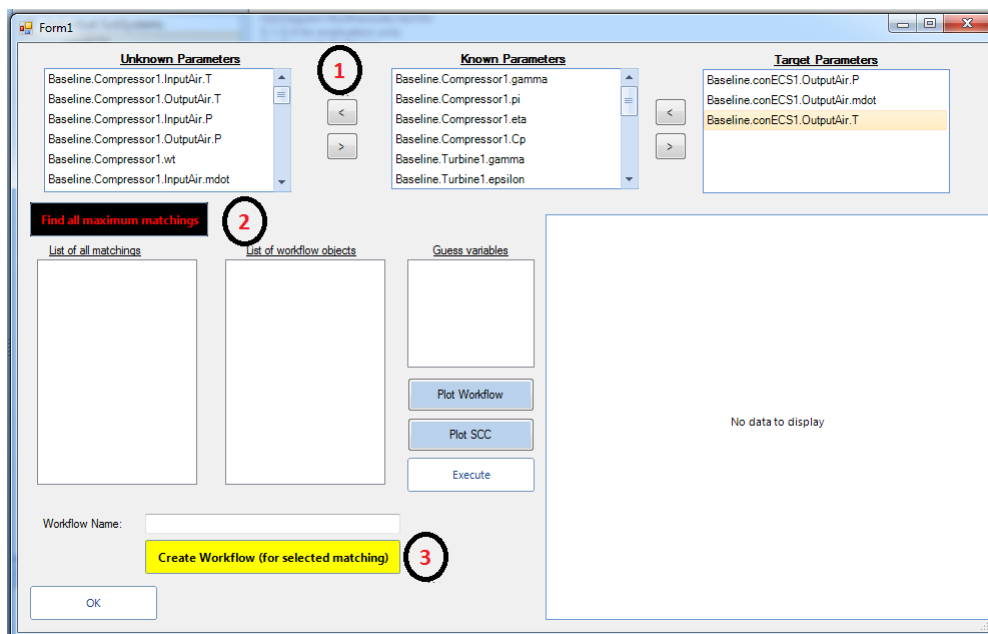 Form1
Unknown Parameters
Known Parameters
Target Parameters
1
Baseline.Compressor1.InputAir.T
Baseline.Compressor1.OutputAir.T
Baseline.Compressor1.InputAir.P
Baseline.Compressor1.OutputAir.P
Baseline.Compressor1.wt
Baseline.Compressor1.InputAir.mdot
<
>
Baseline.Compressor1.gamma
Baseline.Compressor1.pi
Baseline.Compressor1.eta
Baseline.Compressor1.Cp
Baseline.Turbine1.gamma
Baseline.Turbine1.epsilon
<
>
Baseline.conECS1.OutputAir.P
Baseline.conECS1.OutputAir.mdot
Baseline.conECS1.OutputAir.T
Find all maximum matchings
2
List of all matchings
List of workflow objects
Guess variables
Plot Workflow
Plot SCC
Execute
No data to display
Workflow Name:
Create Workflow (for selected matching)
3
OK